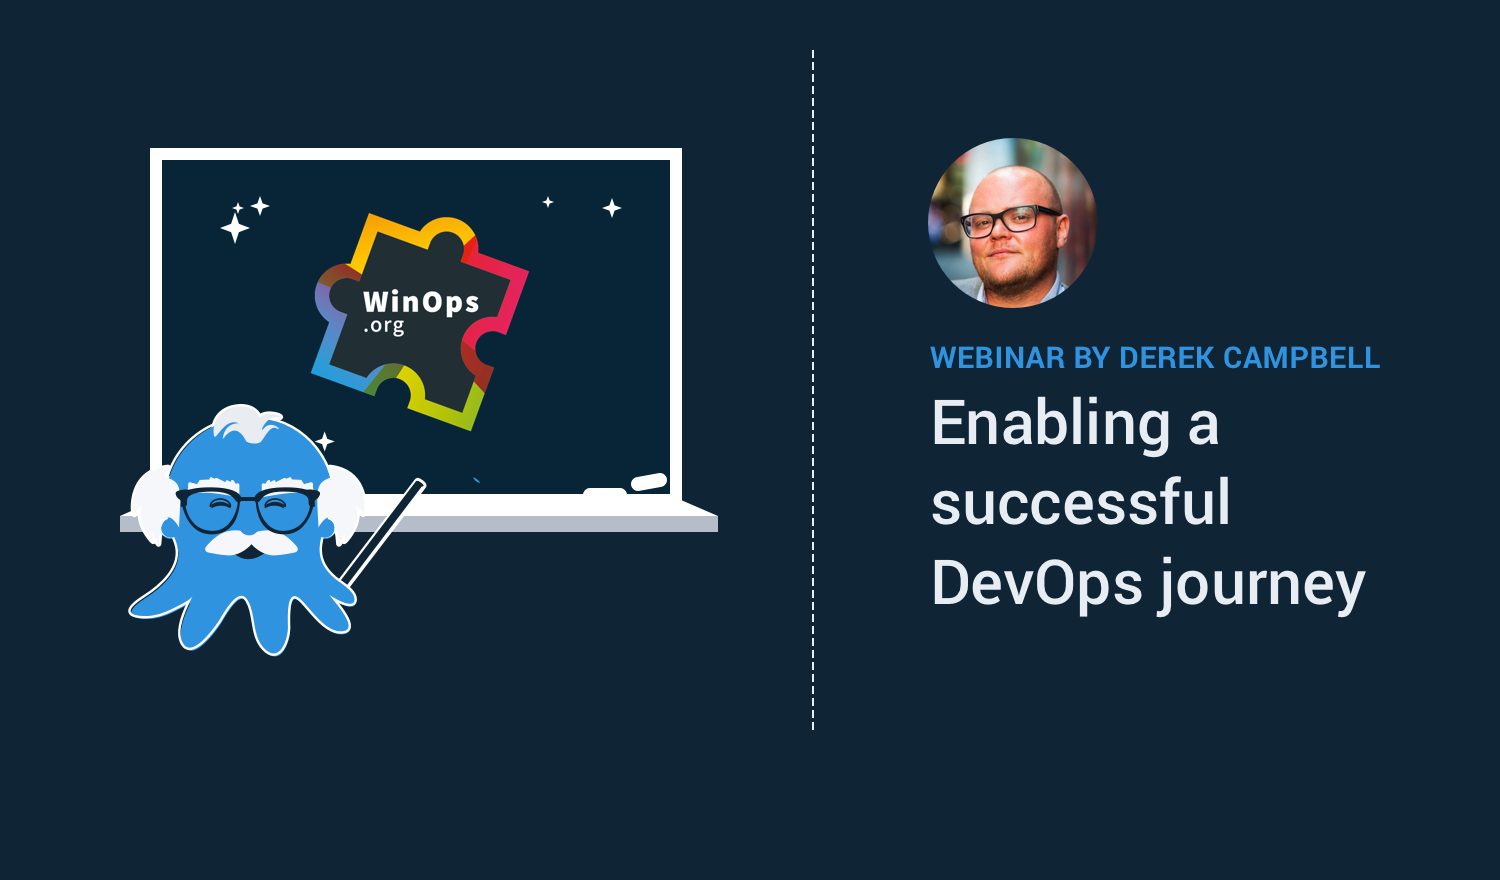 WinOps
.org
WEBINAR BY DEREK CAMPBELL
Enabling a
successful
DevOps journey